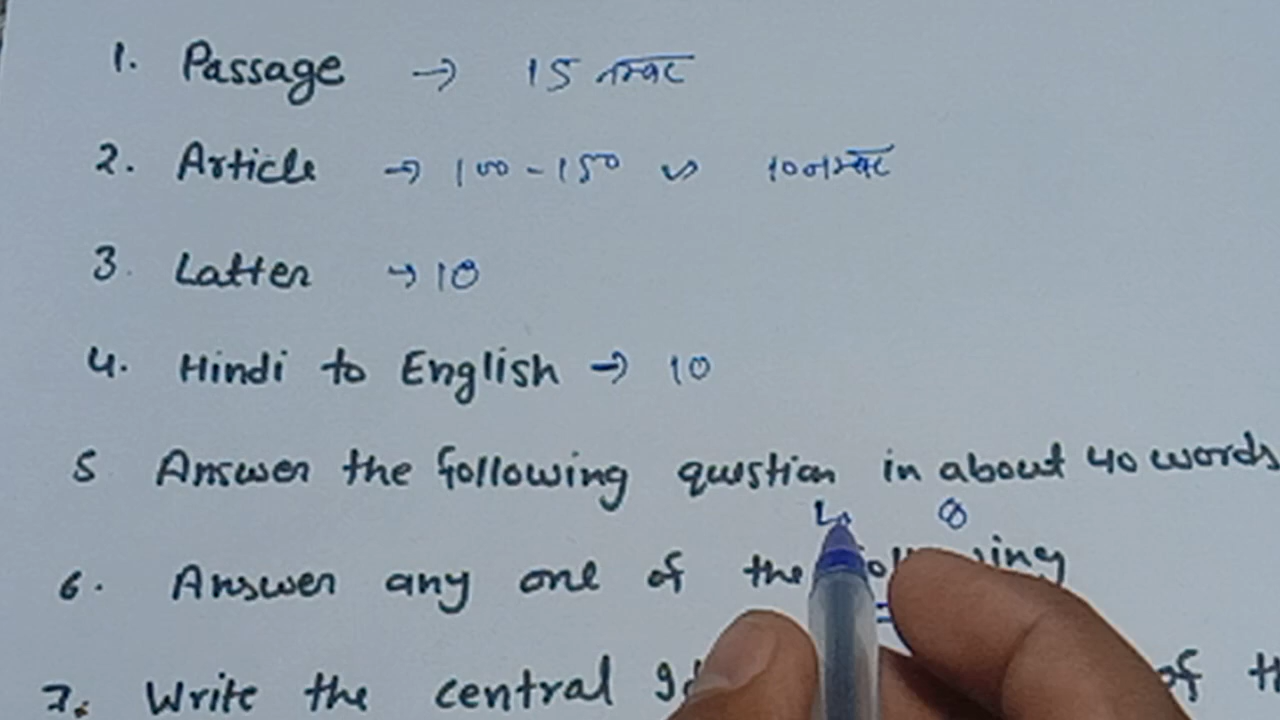 1. Passage → 15 नम्बर
2. Article → 100 - 150 10 नम्बर
3. Latter → 10
4. Hindi to English → 10
5 Answer the following qustian in about 40 words
8
6. Answer any one of the
7. Write the central of